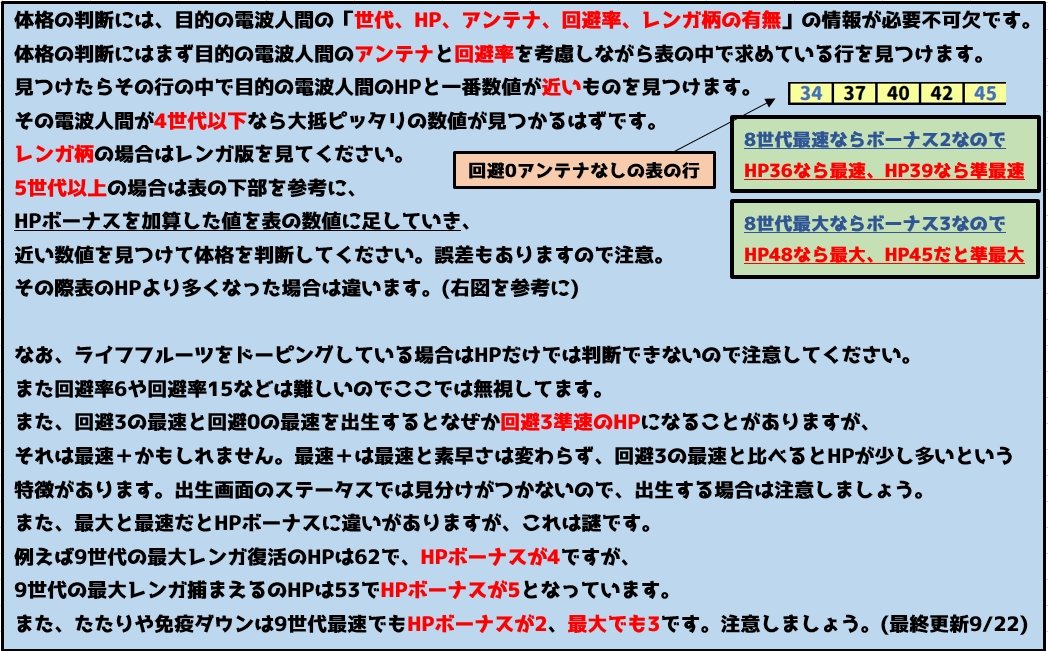 体格の判断には、目的の電波人間の「世代、HP、アンテナ、回避率、レンガ柄の有無」の情報が必要不可欠です。
体格の判断にはまず目的の電波人間のアンテナと回避率を考慮しながら表の中で求めている行を見つけます。
見つけたらその行の中で目的の電波人間のHPと一番数値が近いものを見つけます。
その電波人間が4世代以下なら大抵ピッタリの数値が見つかるはずです。
レンガ柄の場合はレンガ版を見てください。
5世代以上の場合は表の下部を参考に、
HPボーナスを加算した値を表の数値に足していき、
近い数値を見つけて体格を判断してください。誤差もありますので注意。
その際表のHPより多くなった場合は違います。(右図を参考に)
34 37 40 42 45
回避0アンテナなしの表の行
8世代最速ならボーナス2なので
HP36なら最速、HP39なら準最速
8世代最大ならボーナス3なので
HP48なら最大、HP45だと準最大
なお、ライフフルーツをドーピングしている場合はHPだけでは判断できないので注意してください。
また回避率6や回避率15などは難しいのでここでは無視してます。
また、回避3の最速と回避0の最速を出生するとなぜか回避3準速のHPになることがありますが、
それは最速＋かもしれません。最速＋は最速と素早さは変わらず、回避3の最速と比べるとHPが少し多いという
特徴があります。出生画面のステータスでは見分けがつかないので、出生する場合は注意しましょう。
また、最大と最速だとHPボーナスに違いがありますが、これは謎です。
例えば9世代の最大レンガ復活のHPは62で、HPボーナスが4ですが、
9世代の最大レンガ捕まえるのHPは53でHPボーナスが5となっています。
また、たたりや免疫ダウンは9世代最速でもHPボーナスが2、最大でも3です。注意しましょう。(最終更新9/22)